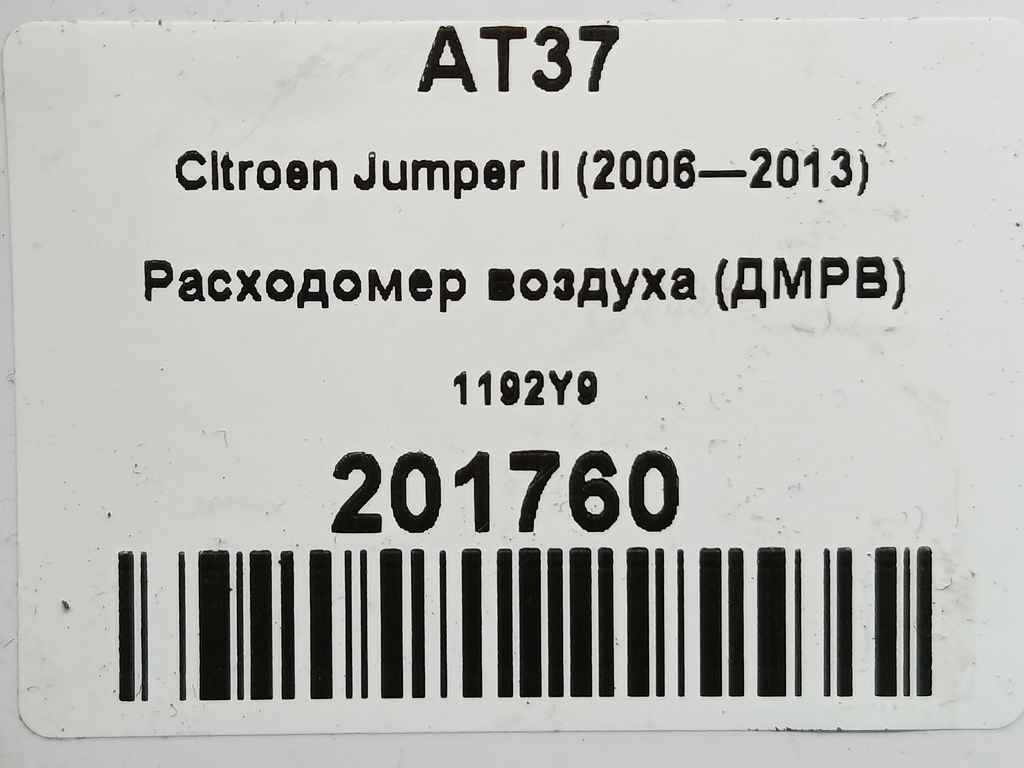 AT37
Citroen Jumper II (2006—2013)
Расходомер воздуха (ДМРВ)
1192Y9
201760